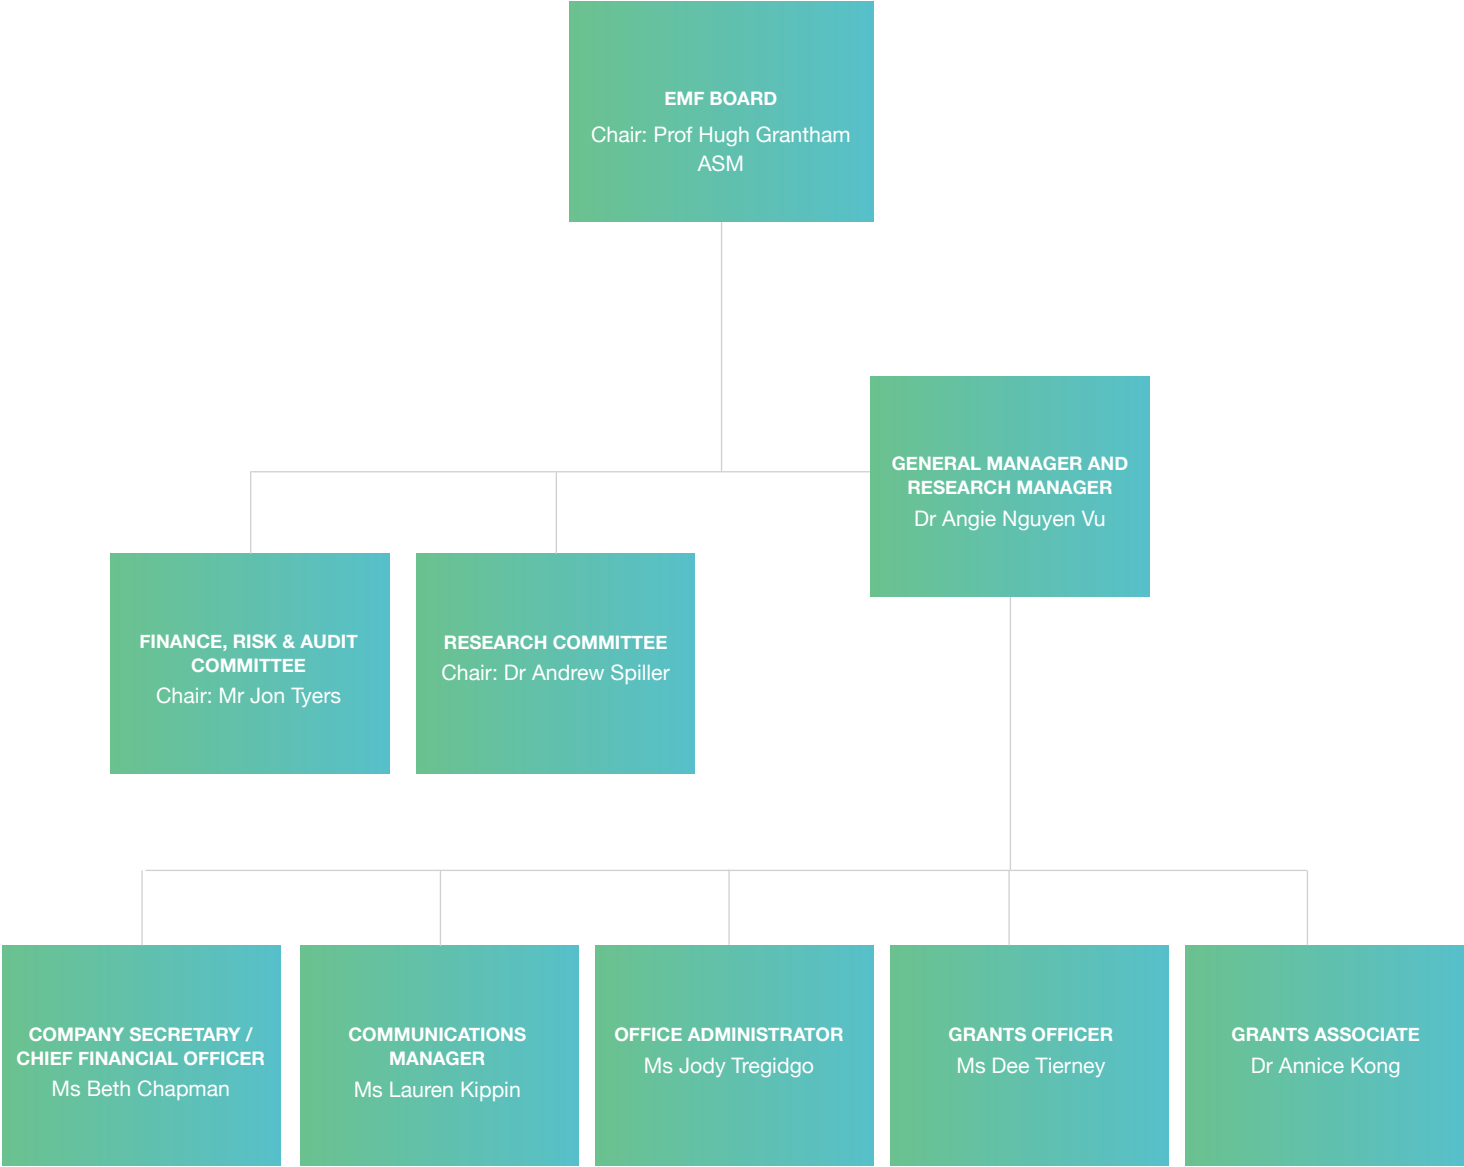 EMF BOARD
Chair: Prof Hugh Grantham
ASM
GENERAL MANAGER AND
RESEARCH MANAGER
Dr Angie Nguyen Vu
FINANCE, RISK & AUDIT
COMMITTEE
Chair: Mr Jon Tyers
RESEARCH COMMITTEE
Chair: Dr Andrew Spiller
COMPANY SECRETARY /
CHIEF FINANCIAL OFFICER
Ms Beth Chapman
COMMUNICATIONS
MANAGER
Ms Lauren Kippin
OFFICE ADMINISTRATOR
Ms Jody Tregidgo
GRANTS OFFICER
Ms Dee Tierney
GRANTS ASSOCIATE
Dr Annice Kong